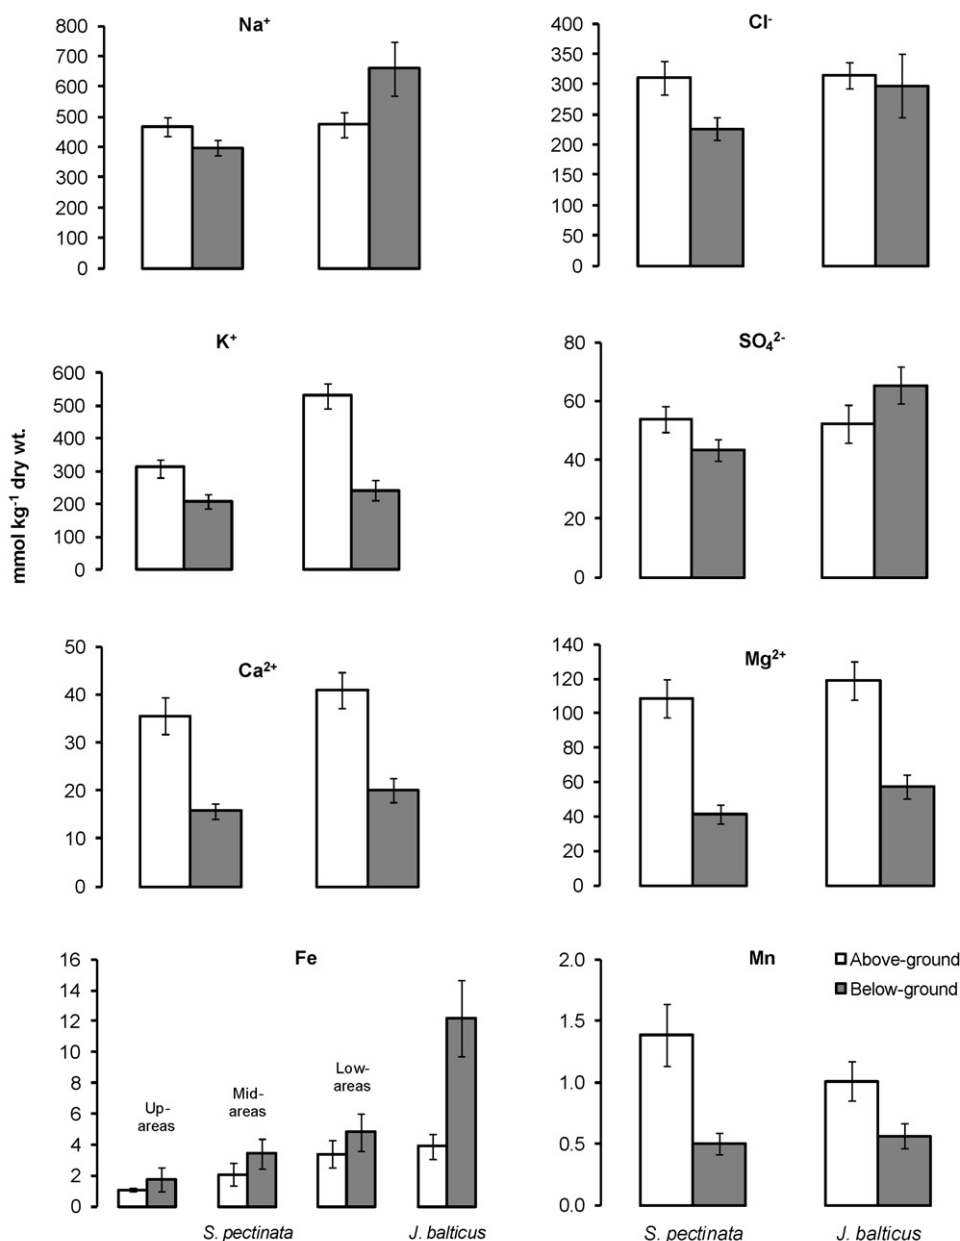 Na⁺
800
700
600
500
400
300
200
100
0
Cl⁻
400
350
300
250
200
150
100
50
0
mmol kg⁻¹ dry wt.
K⁺
600
500
400
300
200
100
0
SO₄²⁻
80
60
40
20
0
Ca²⁺
50
40
30
20
10
0
Mg²⁺
140
120
100
80
60
40
20
0
Fe
16
14
12
10
8
6
4
2
0
Up-
areas
Mid-
areas
Low-
areas
S. pectinata
J. balticus
Mn
2.0
1.5
1.0
0.5
0.0
Above-ground
Below-ground
S. pectinata
J. balticus